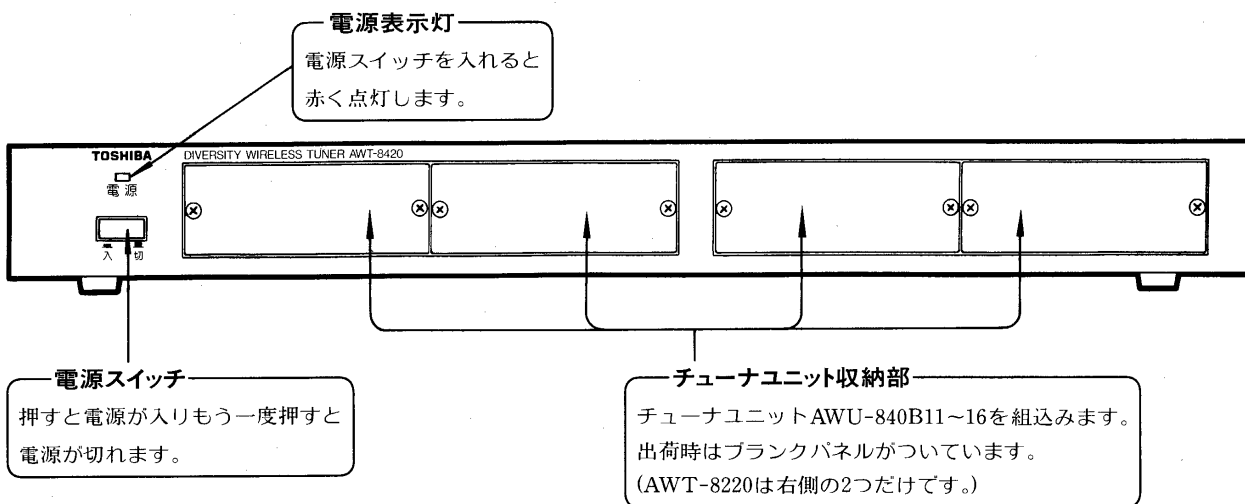 電源表示灯
電源スイッチを入れると
赤く点灯します。
TOSHIBA
DIVERSITY WIRELESS TUNER AWT-8420
電源
入 切
電源スイッチ
押すと電源が入りもう一度押すと
電源が切れます。
チューナユニット収納部
チューナユニットAWU-840B11~16を組込みます。
出荷時はブランクパネルがついています。
(AWT-8220は右側の2つだけです。)